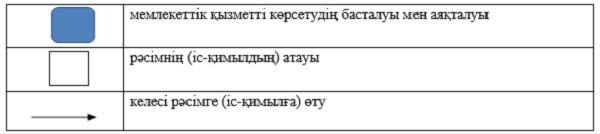 мемлекеттік қызметті көрсетудің басталуы мен аяқталуы
рәсімнің (іс-қимылдың) атауы
келесі рәсімге (іс-қимылға) өту